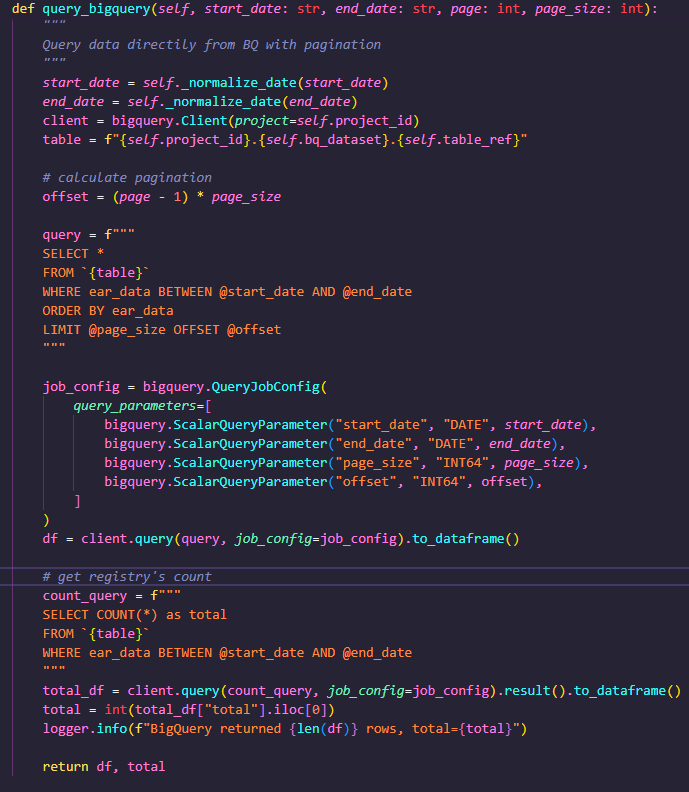 def query_bigquery(self, start_date: str, end_date: str, page: int, page_size: int):
"""
Query data directily from BQ with pagination
"""
start_date = self._normalize_date(start_date)
end_date = self._normalize_date(end_date)
client = bigquery.Client(project=self.project_id)
table = f"{self.project_id}.{self.bq_dataset}.{self.table_ref}"
# calculate pagination
offset = (page - 1) * page_size
query = f"""
SELECT *
FROM `{table}`
WHERE ear_data BETWEEN @start_date AND @end_date
ORDER BY ear_data
LIMIT @page_size OFFSET @offset
"""
job_config = bigquery.QueryJobConfig(
query_parameters=[
bigquery.ScalarQueryParameter("start_date", "DATE", start_date),
bigquery.ScalarQueryParameter("end_date", "DATE", end_date),
bigquery.ScalarQueryParameter("page_size", "INT64", page_size),
bigquery.ScalarQueryParameter("offset", "INT64", offset),
]
)
df = client.query(query, job_config=job_config).to_dataframe()
# get registry's count
count_query = f"""
SELECT COUNT(*) as total
FROM `{table}`
WHERE ear_data BETWEEN @start_date AND @end_date
"""
total_df = client.query(count_query, job_config=job_config).result().to_dataframe()
total = int(total_df["total"].iloc[0])
logger.info(f"BigQuery returned {len(df)} rows, total={total}")
return df, total